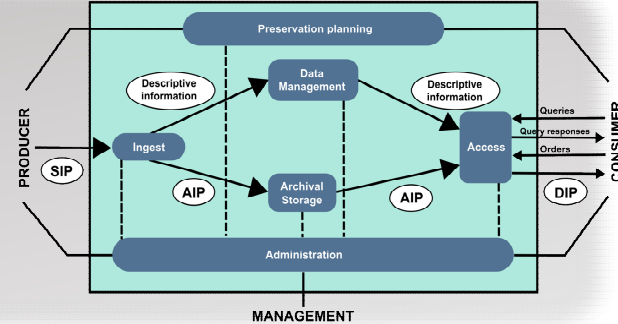 Preservation planning
Descriptive
information
Data
Management
Descriptive
information
PRODUCER
SIP
Ingest
AIP
Archival
Storage
AIP
Access
Queries
Query responses
Orders
DIP
CONSUMER
Administration
MANAGEMENT